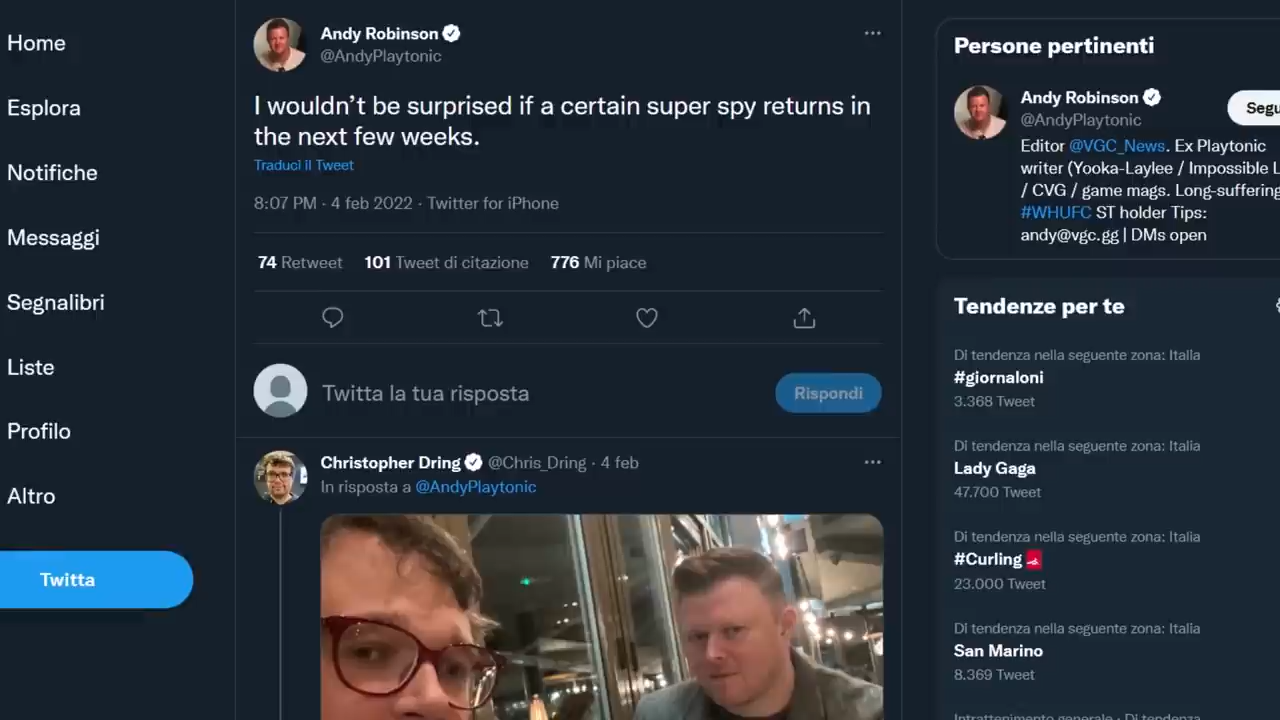 Home
Esplora
Notifiche
Messaggi
Segnalibri
Liste
Profilo
Altro
Twitta
Andy Robinson
@AndyPlaytonic
I wouldn’t be surprised if a certain super spy returns in
the next few weeks.
Traduci il Tweet
8:07 PM · 4 feb 2022 · Twitter for iPhone
74 Retweet 101 Tweet di citazione 776 Mi piace
Twitta la tua risposta
Rispondi
Christopher Dring @Chris_Dring · 4 feb
In risposta a @AndyPlaytonic
Persone pertinenti
Andy Robinson
@AndyPlaytonic
Segu
Editor @VGC_News. Ex Playtonic
writer (Yooka-Laylee / Impossible L
/ CVG / game mags. Long-suffering
#WHUFC ST holder Tips:
andy@vgc.gg | DMs open
Tendenze per te
Di tendenza nella seguente zona: Italia
#giornaloni
3.368 Tweet
Di tendenza nella seguente zona: Italia
Lady Gaga
47.700 Tweet
Di tendenza nella seguente zona: Italia
#Curling
23.000 Tweet
Di tendenza nella seguente zona: Italia
San Marino
8.369 Tweet
Intrattenimento generale · Di tendenza